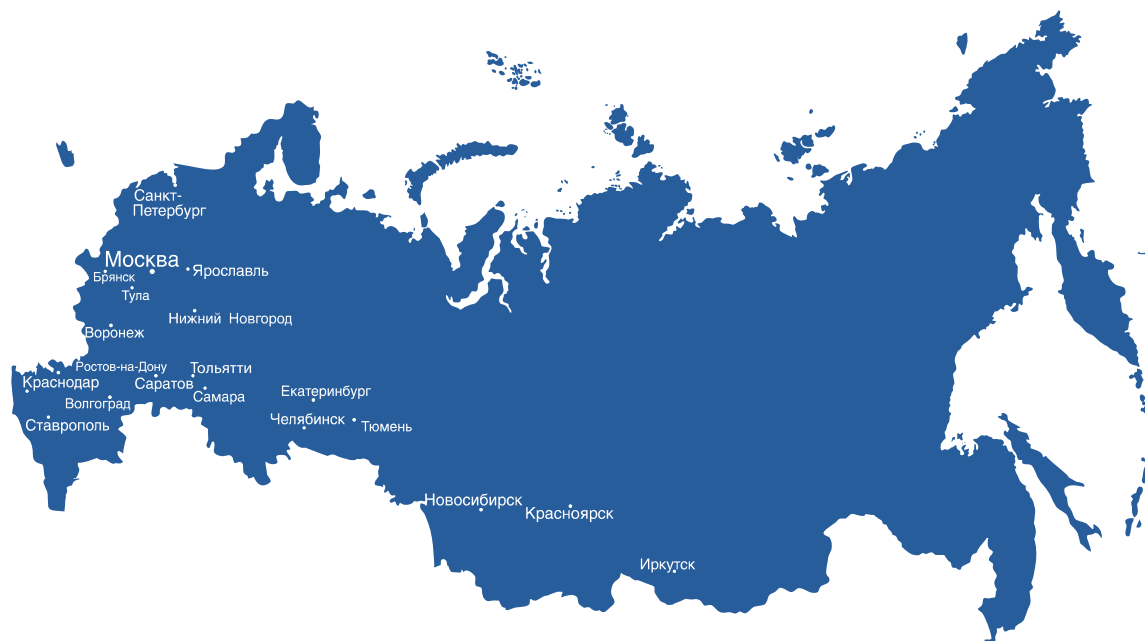 Санкт-
Петербург
Москва
Ярославль
Брянск
Тула
Нижний Новгород
Воронеж
Ростов-на-Дону
Тольятти
Краснодар
Саратов
Самара
Екатеринбург
Волгоград
Ставрополь
Челябинск
Тюмень
Новосибирск
Красноярск
Иркутск